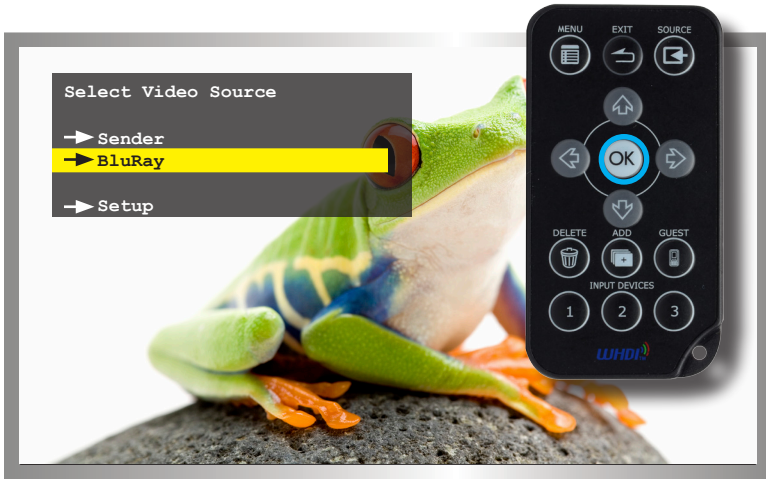 Select Video Source
Sender
BluRay
Setup
MENU EXIT SOURCE
OK
DELETE ADD GUEST
INPUT DEVICES
1 2 3
WHDI